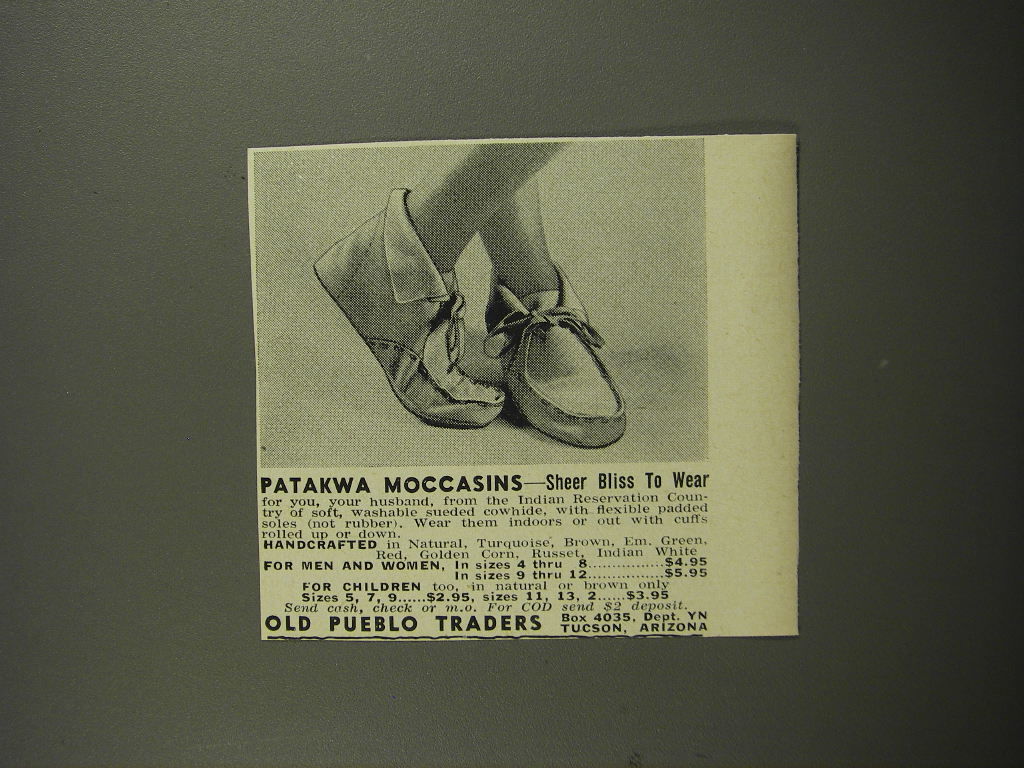 PATAKWA MOCCASINS—Sheer Bliss To Wear
for you, your husband, from the Indian Reservation Coun-
try of soft, washable sueded cowhide, with flexible padded
soles (not rubber). Wear them indoors or out with cuffs
rolled up or down.
HANDCRAFTED in Natural, Turquoise, Brown, Em. Green,
Red, Golden Corn, Russet, Indian White
FOR MEN AND WOMEN, In sizes 4 thru 8...............$4.95
In sizes 9 thru 12...............$5.95
FOR CHILDREN too, in natural or brown only
Sizes 5, 7, 9......$2.95, sizes 11, 13, 2......$3.95
Send cash, check or m.o. For COD send $2 deposit.
OLD PUEBLO TRADERS Box 4035, Dept. YN
TUCSON, ARIZONA